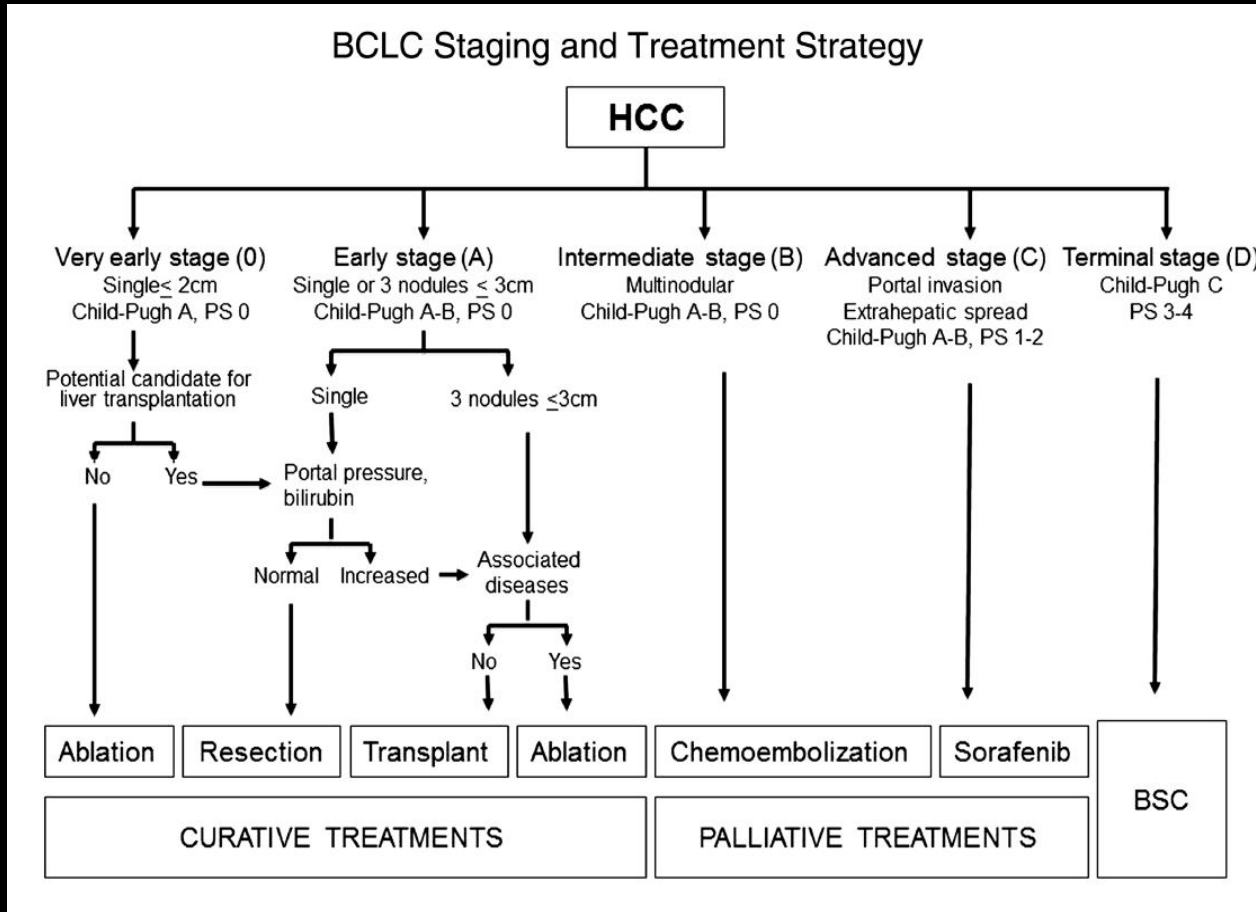 BCLC Staging and Treatment Strategy
HCC
Very early stage (0)
Single≤ 2cm
Child-Pugh A, PS 0
Early stage (A)
Single or 3 nodules ≤ 3cm
Child-Pugh A-B, PS 0
Intermediate stage (B)
Multinodular
Child-Pugh A-B, PS 0
Advanced stage (C)
Portal invasion
Extrahepatic spread
Child-Pugh A-B, PS 1-2
Terminal stage (D)
Child-Pugh C
PS 3-4
Potential candidate for
liver transplantation
Single
3 nodules ≤3cm
No
Yes
Portal pressure,
bilirubin
Normal
Increased
Associated
diseases
No
Yes
Ablation
Resection
Transplant
Ablation
Chemoembolization
Sorafenib
BSC
CURATIVE TREATMENTS
PALLIATIVE TREATMENTS